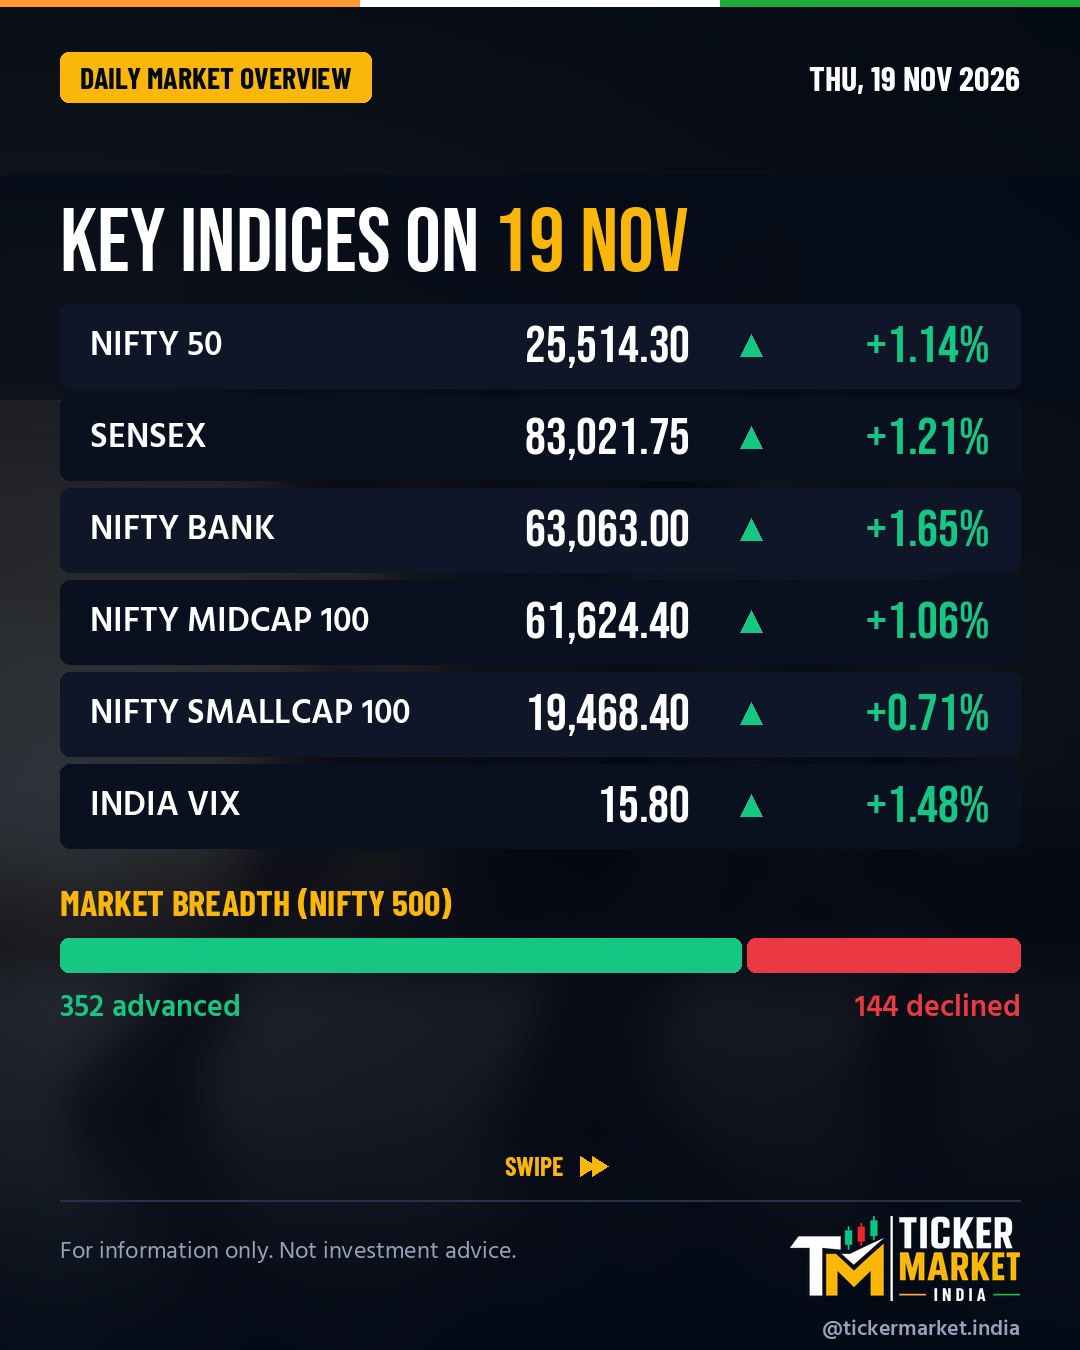 DAILY MARKET OVERVIEW
THU, 19 NOV 2026
KEY INDICES ON 19 NOV
NIFTY 50 25,514.30 ▲ +1.14%
SENSEX 83,021.75 ▲ +1.21%
NIFTY BANK 63,063.00 ▲ +1.65%
NIFTY MIDCAP 100 61,624.40 ▲ +1.06%
NIFTY SMALLCAP 100 19,468.40 ▲ +0.71%
INDIA VIX 15.80 ▲ +1.48%
MARKET BREADTH (NIFTY 500)
352 advanced
144 declined
SWIPE
For information only. Not investment advice.
TM
TICKER
MARKET
INDIA
@tickermarket.india